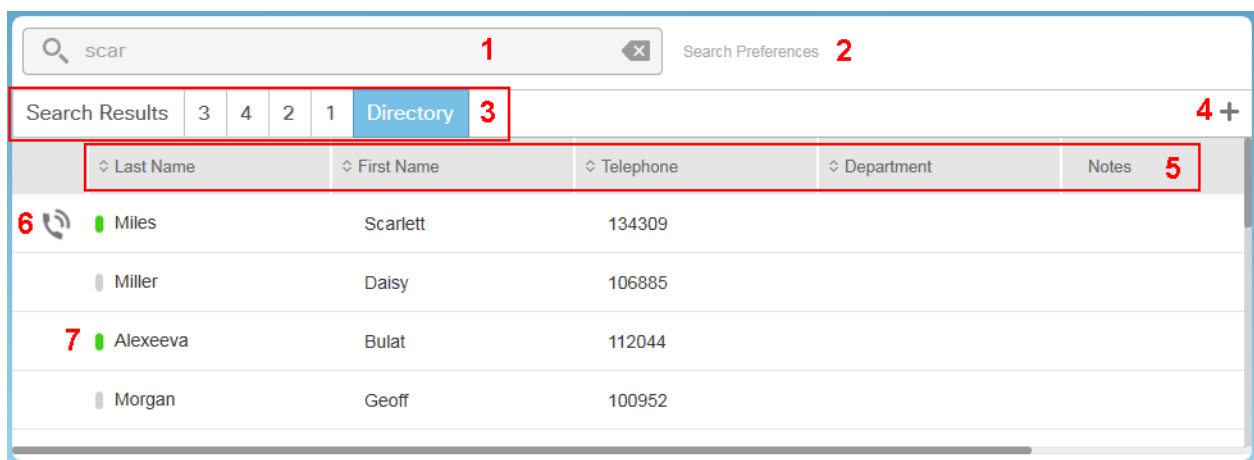 scar 1 Search Preferences 2
Search Results 3 4 2 1 Directory 3 4
Last Name First Name Telephone Department Notes 5
6 Miles Scarlett 134309
Miller Daisy 106885
7 Alexeeva Bulat 112044
Morgan Geoff 100952